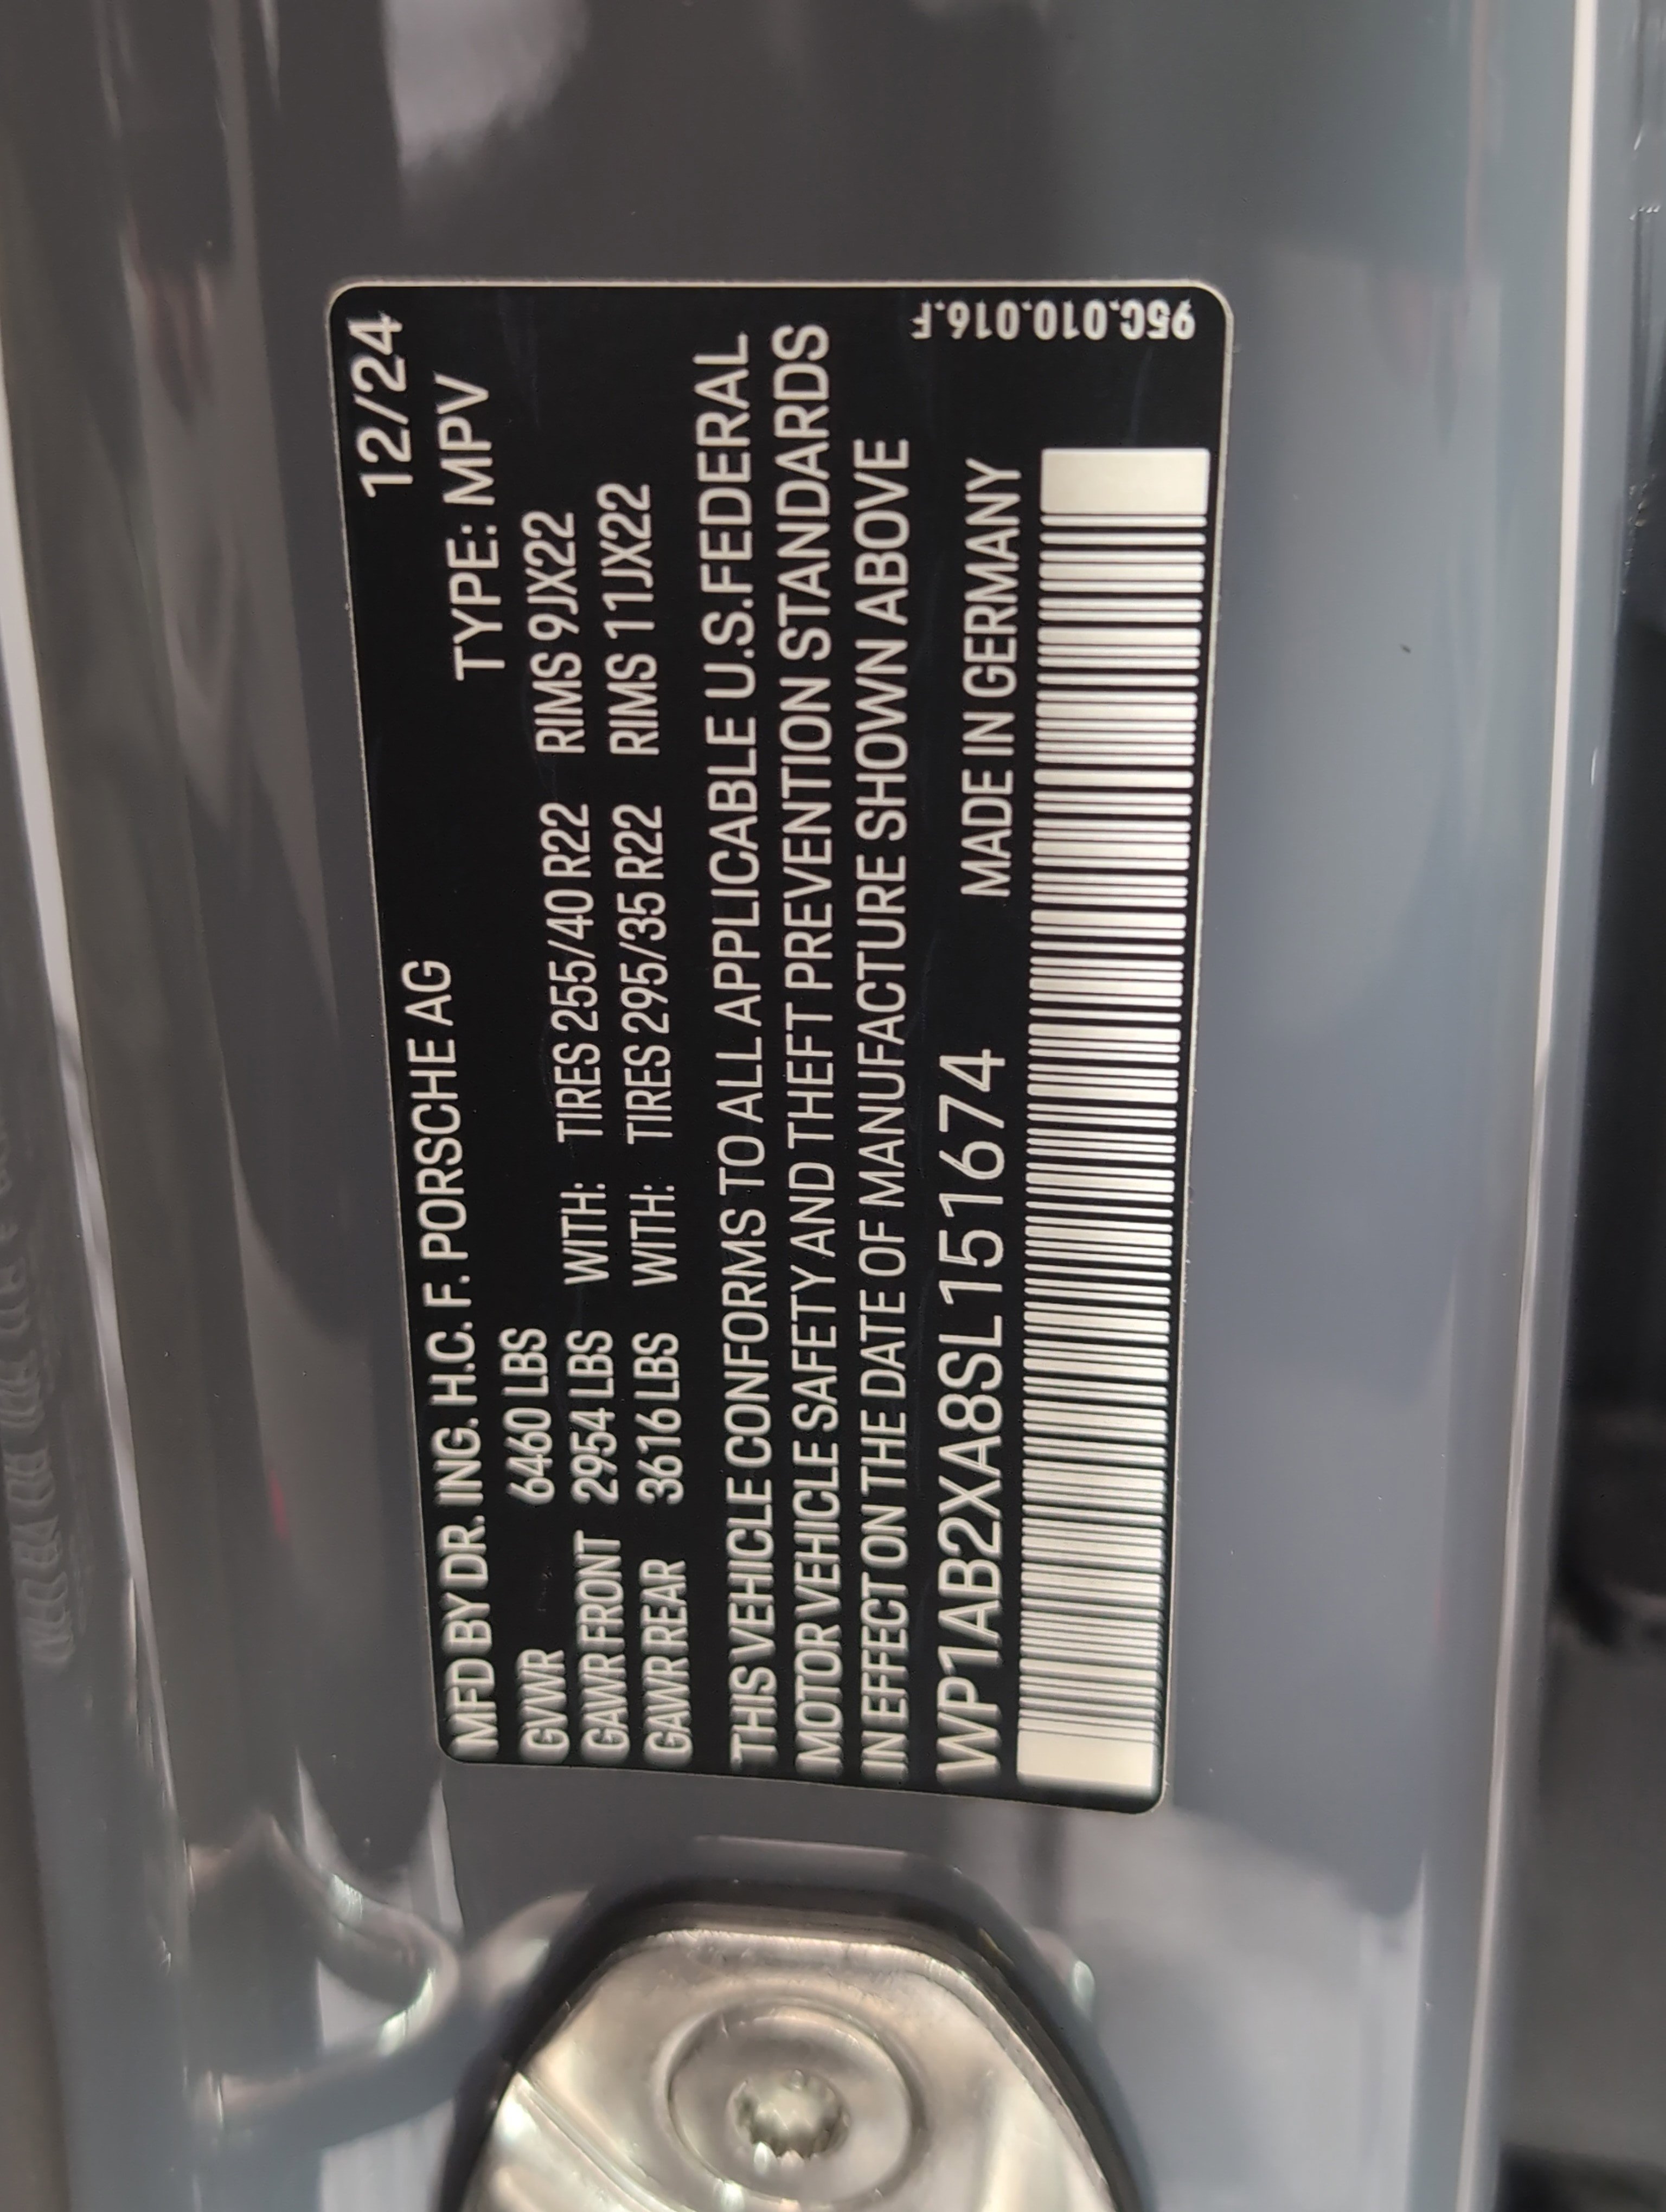 12/24
MFD BY DR. ING. H.C. F. PORSCHE AG
TYPE: MPV
GVWR 6460 LBS
GAWR FRONT 2954 LBS WITH: TIRES 255/40 R22 RIMS 9JX22
GAWR REAR 3616 LBS WITH: TIRES 295/35 R22 RIMS 11JX22
THIS VEHICLE CONFORMS TO ALL APPLICABLE U.S.FEDERAL
MOTOR VEHICLE SAFETY AND THEFT PREVENTION STANDARDS
IN EFFECT ON THE DATE OF MANUFACTURE SHOWN ABOVE
WP1AB2XA8SL151674 MADE IN GERMANY
95C.010.016.F